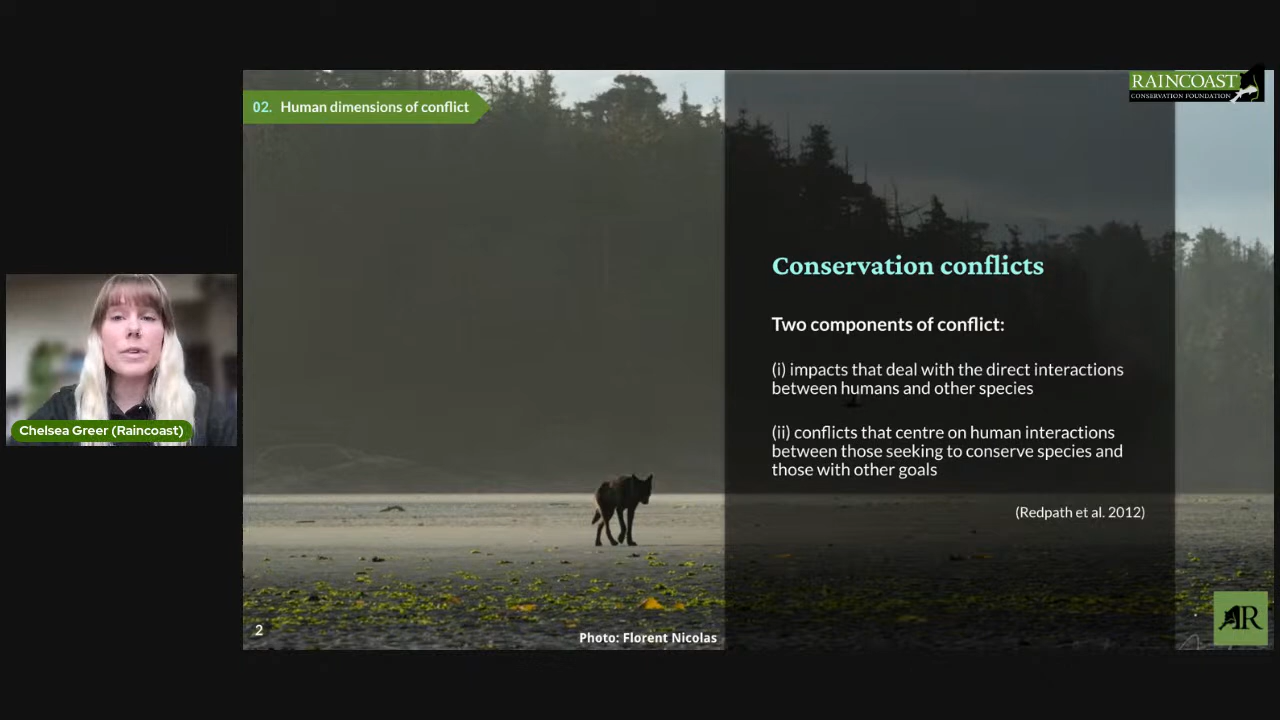 RAINCOAST
CONSERVATION FOUNDATION
02. Human dimensions of conflict
Conservation conflicts
Two components of conflict:
(i) impacts that deal with the direct interactions
between humans and other species
(ii) conflicts that centre on human interactions
between those seeking to conserve species and
those with other goals
(Redpath et al. 2012)
Chelsea Greer (Raincoast)
2
Photo: Florent Nicolas
R